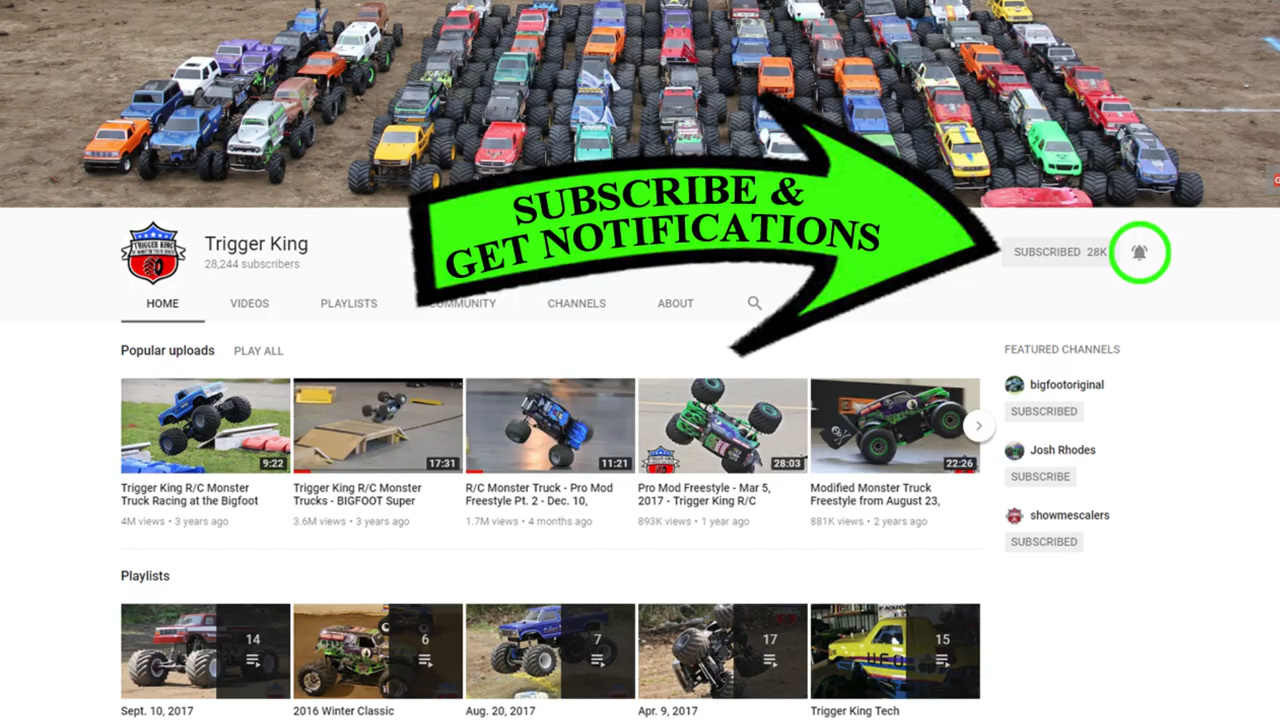 SUBSCRIBE &
GET NOTIFICATIONS
TRIGGER KING
Trigger King
28,244 subscribers
SUBSCRIBED 28K
HOME
VIDEOS
PLAYLISTS
COMMUNITY
CHANNELS
ABOUT
Popular uploads
PLAY ALL
9:22
17:31
11:21
28:03
22:26
Trigger King R/C Monster
Truck Racing at the Bigfoot
4M views • 3 years ago
Trigger King R/C Monster
Trucks - BIGFOOT Super
3.6M views • 3 years ago
R/C Monster Truck - Pro Mod
Freestyle Pt. 2 - Dec. 10,
1.7M views • 4 months ago
Pro Mod Freestyle - Mar 5,
2017 - Trigger King R/C
893K views • 1 year ago
Modified Monster Truck
Freestyle from August 23,
881K views • 2 years ago
FEATURED CHANNELS
bigfootoriginal
SUBSCRIBED
Josh Rhodes
SUBSCRIBE
showmescalers
SUBSCRIBED
Playlists
14
6
7
17
15
UFO
Sept. 10, 2017
2016 Winter Classic
Aug. 20, 2017
Apr. 9, 2017
Trigger King Tech